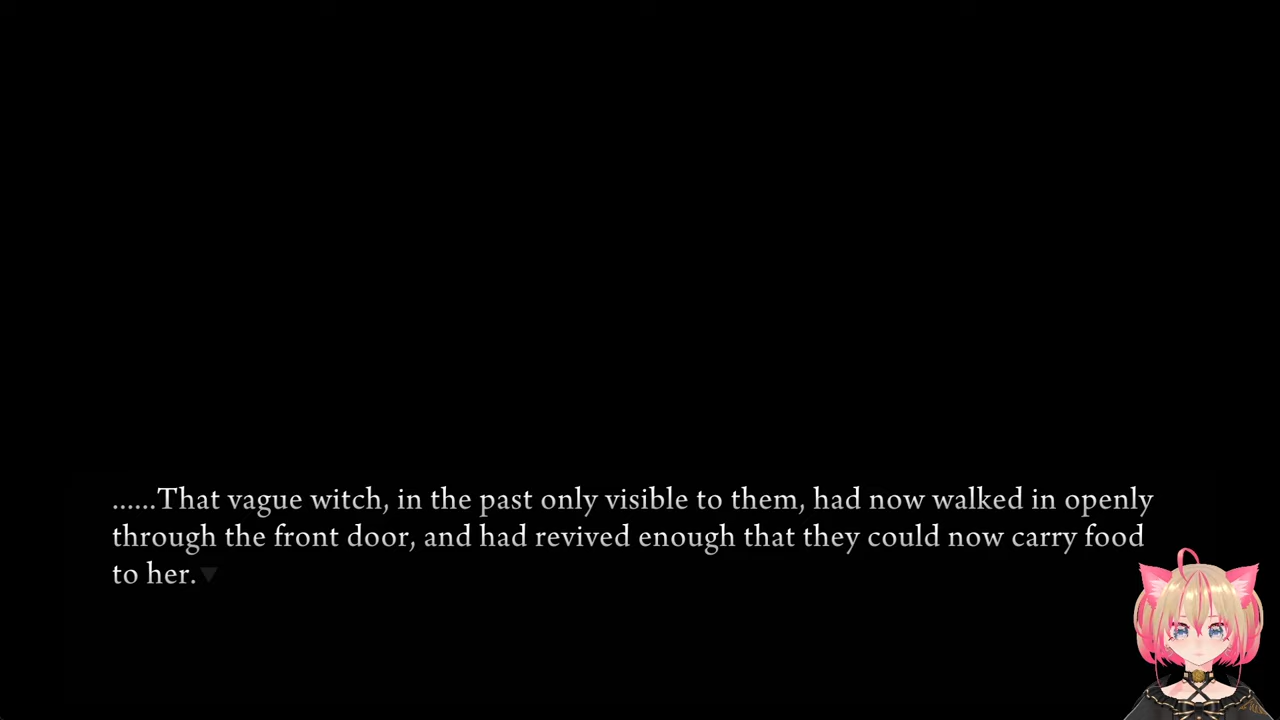 ......That vague witch, in the past only visible to them, had now walked in openly
through the front door, and had revived enough that they could now carry food
to her.